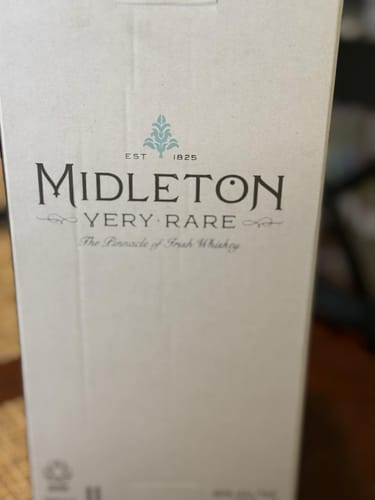 EST 1825
MIDLETON
VERY RARE
The Pinnacle of Irish Whiskey